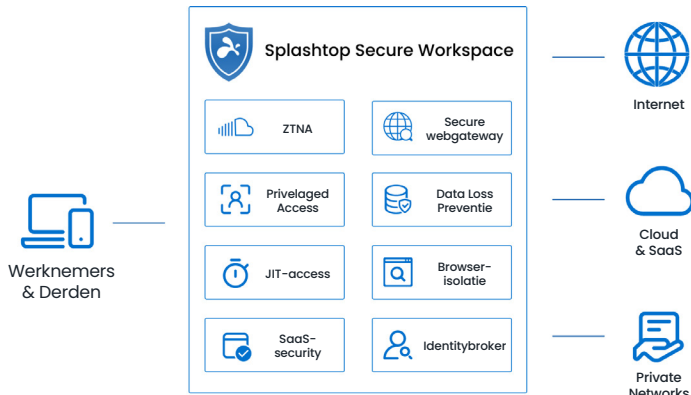 Splashtop Secure Workspace
ZTNA
Secure
webgateway
Privelaged
Access
Data Loss
Preventie
JIT-access
Browser-
isolatie
SaaS-
security
Identitybroker
Werknemers
& Derden
Internet
Cloud
& SaaS
Private
Networks